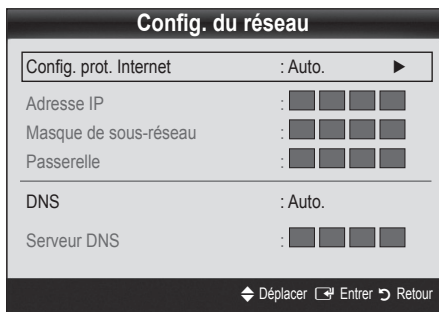 Config. du réseau
Config. prot. Internet : Auto. ►
Adresse IP :
Masque de sous-réseau :
Passerelle :
DNS : Auto.
Serveur DNS :
Déplacer Entrer Retour